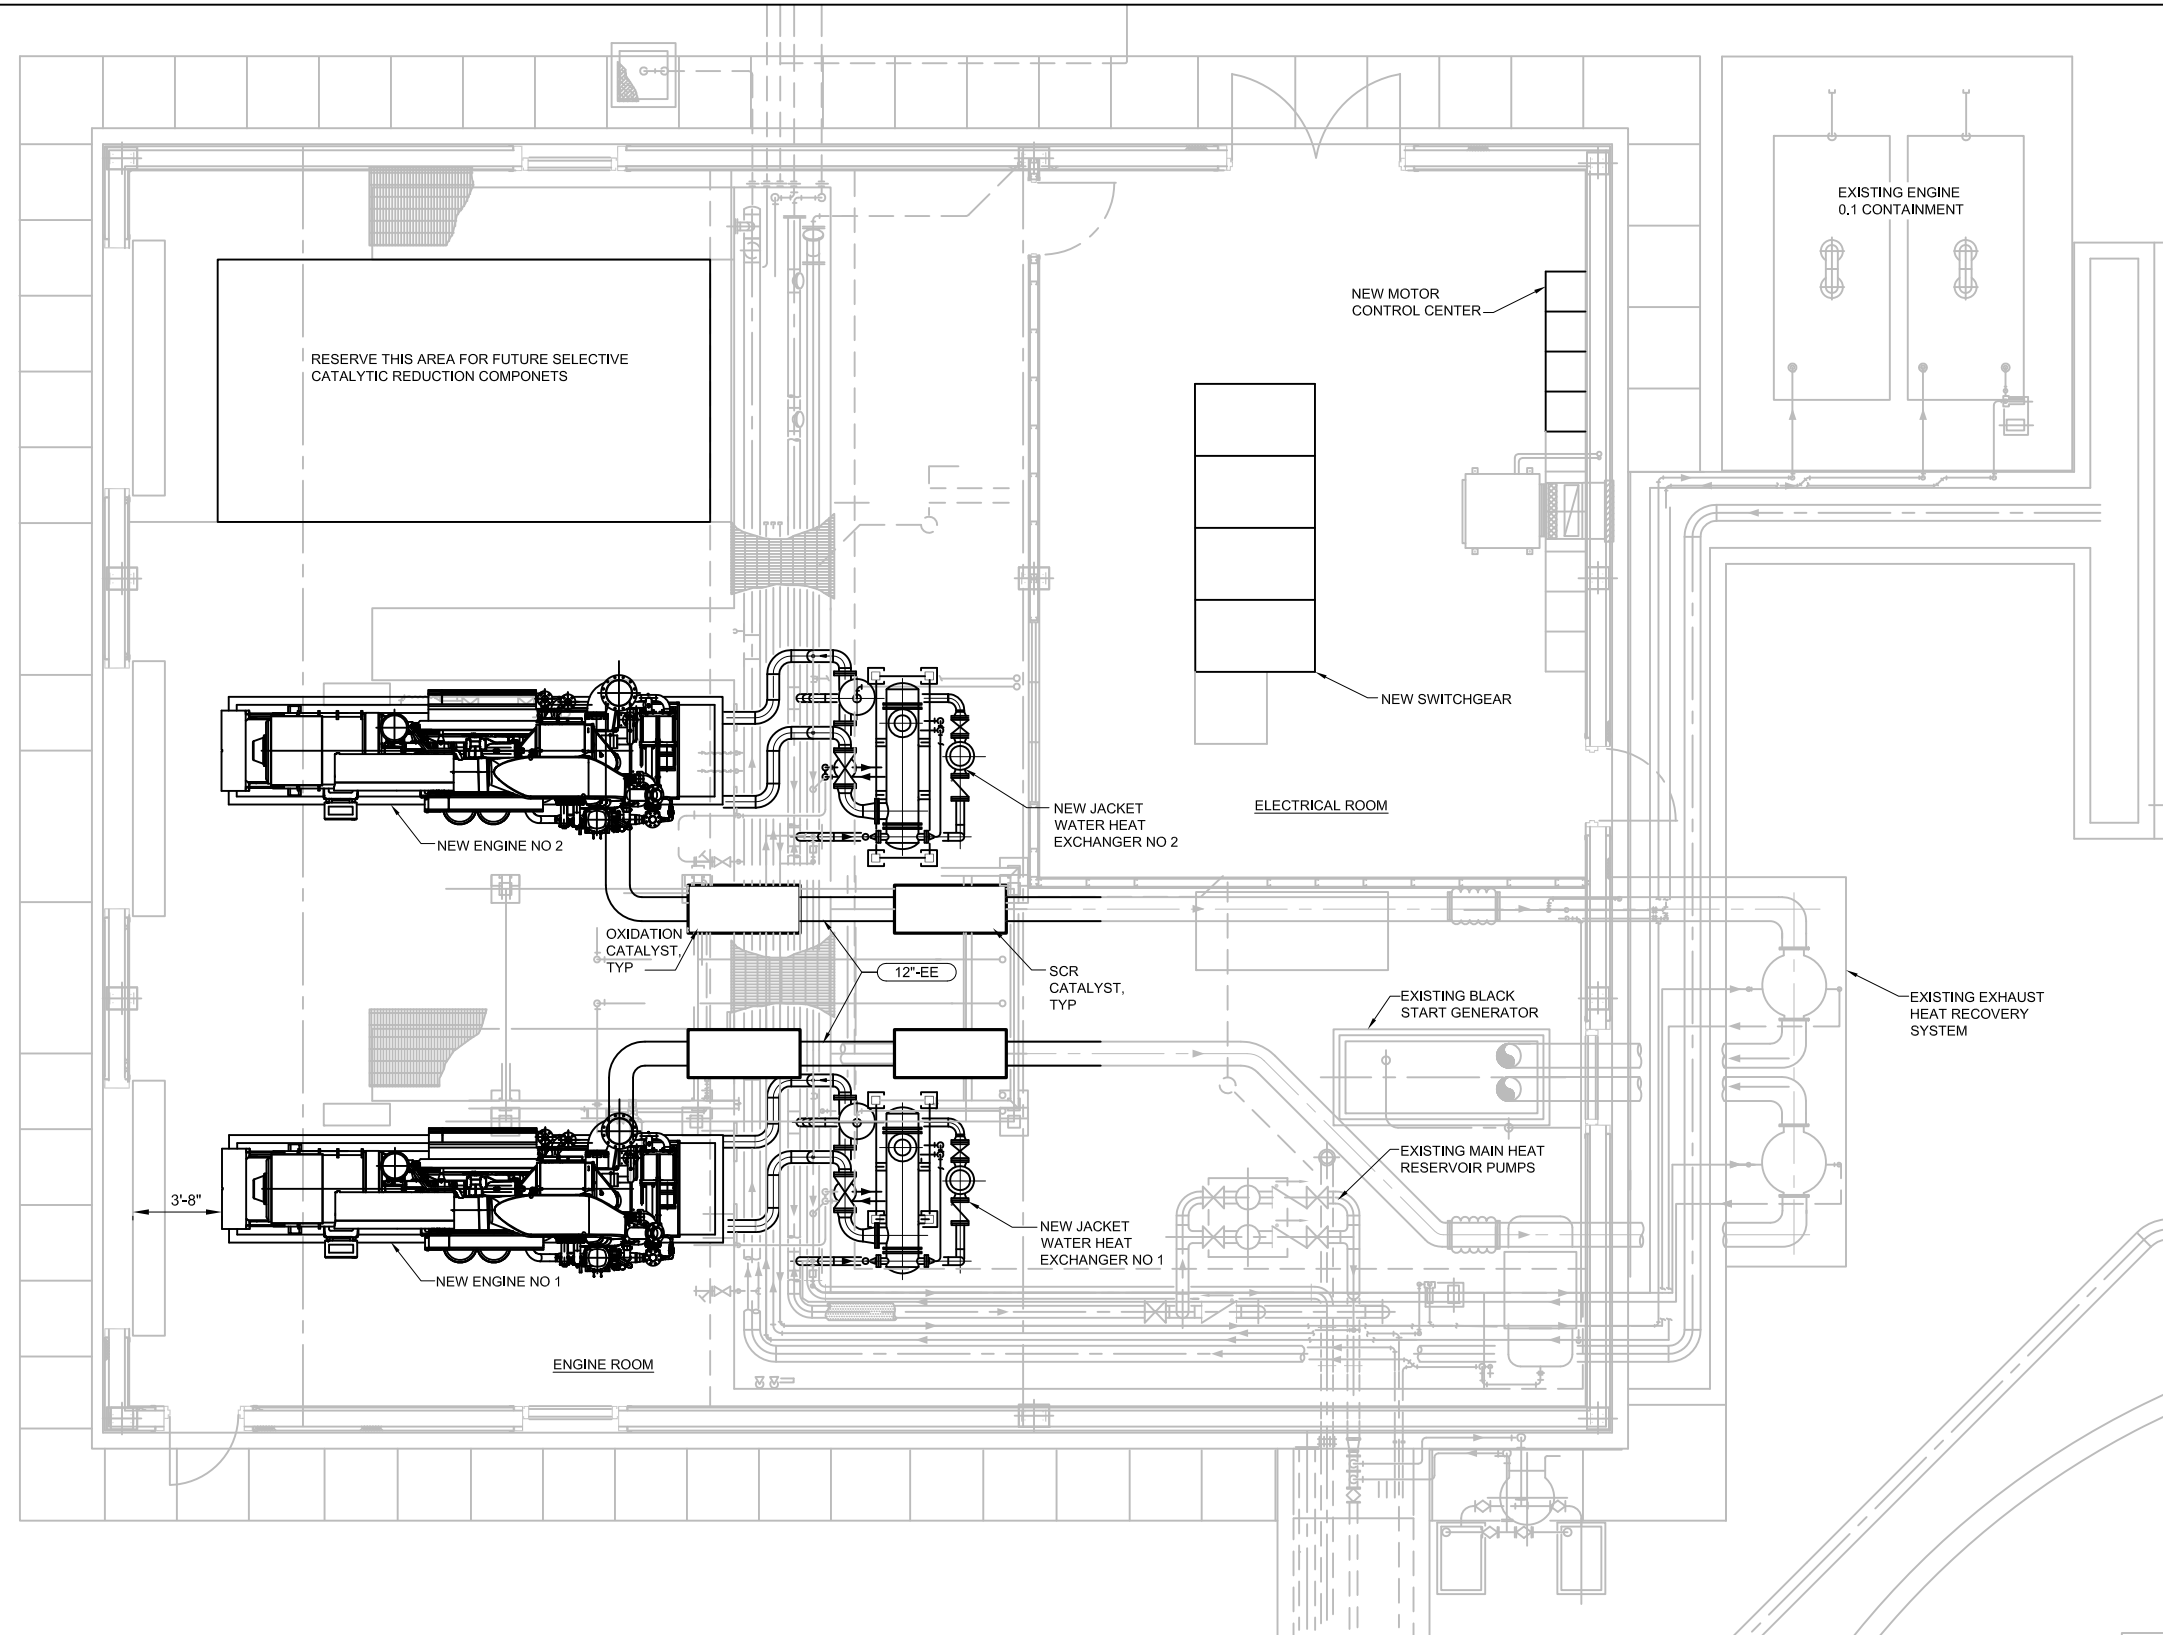 EXISTING ENGINE
0.1 CONTAINMENT
NEW MOTOR
CONTROL CENTER
RESERVE THIS AREA FOR FUTURE SELECTIVE
CATALYTIC REDUCTION COMPONETS
NEW SWITCHGEAR
NEW JACKET
WATER HEAT
EXCHANGER NO 2
ELECTRICAL ROOM
NEW ENGINE NO 2
OXIDATION
CATALYST,
TYP
12"-EE
SCR
CATALYST,
TYP
EXISTING BLACK
START GENERATOR
EXISTING EXHAUST
HEAT RECOVERY
SYSTEM
EXISTING MAIN HEAT
RESERVOIR PUMPS
3'-8"
NEW JACKET
WATER HEAT
EXCHANGER NO 1
NEW ENGINE NO 1
ENGINE ROOM